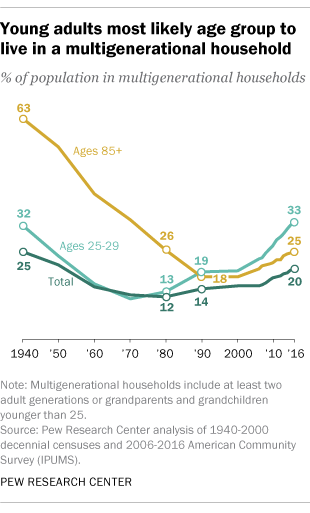 Young adults most likely age group to
live in a multigenerational household
% of population in multigenerational households
63
Ages 85+
32
33
26
Ages 25-29
25
25
19
Total
13
18
20
12
14
1940 '50 '60 '70 '80 '90 2000 '10 '16
Note: Multigenerational households include at least two
adult generations or grandparents and grandchildren
younger than 25.
Source: Pew Research Center analysis of 1940-2000
decennial censuses and 2006-2016 American Community
Survey (IPUMS).
PEW RESEARCH CENTER